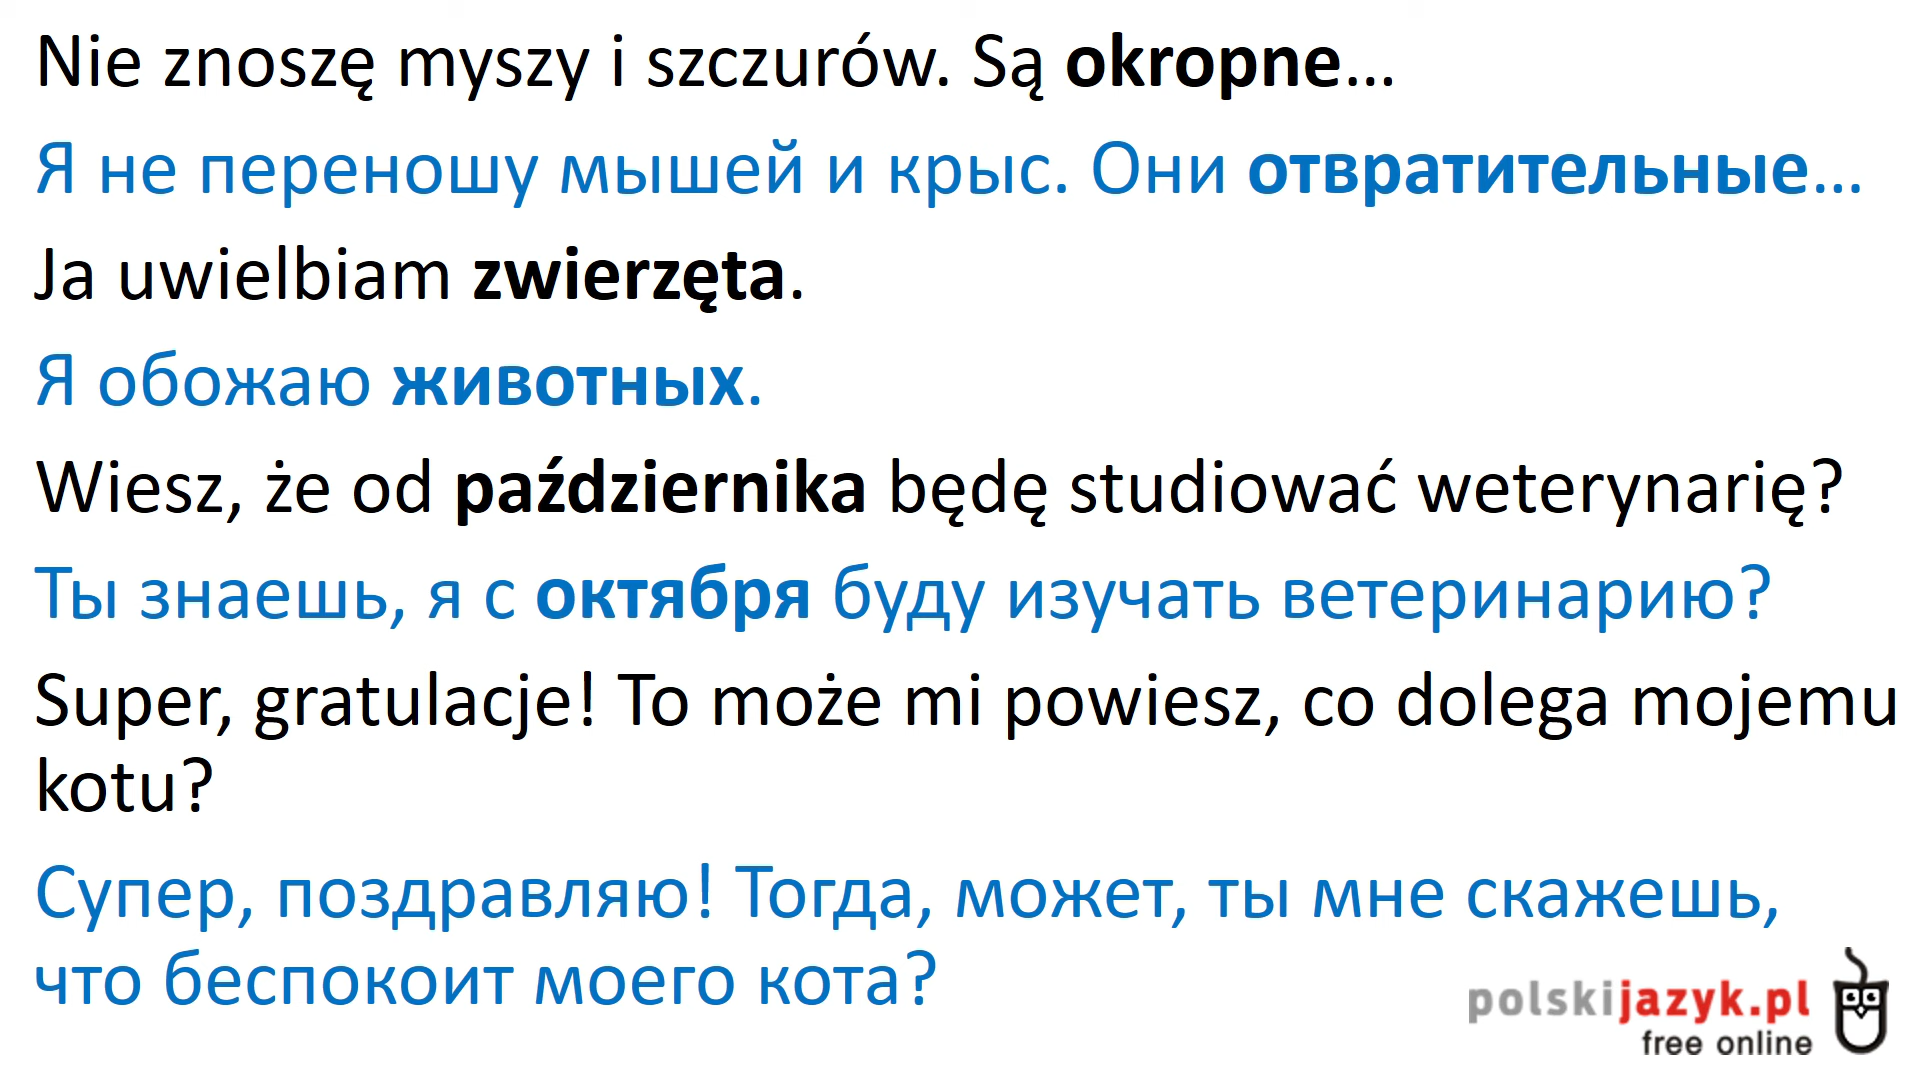 Nie znoszę myszy i szczurów. Są okropne...
Я не переношу мышей и крыс. Они отвратительные...
Ja uwielbiam zwierzęta.
Я обожаю животных.
Wiesz, że od października będę studiować weterynarię?
Ты знаешь, я с октября буду изучать ветеринарию?
Super, gratulacje! To może mi powiesz, co dolega mojemu
kotu?
Супер, поздравляю! Тогда, может, ты мне скажешь,
что беспокоит моего кота?
polskijazyk.pl
free online